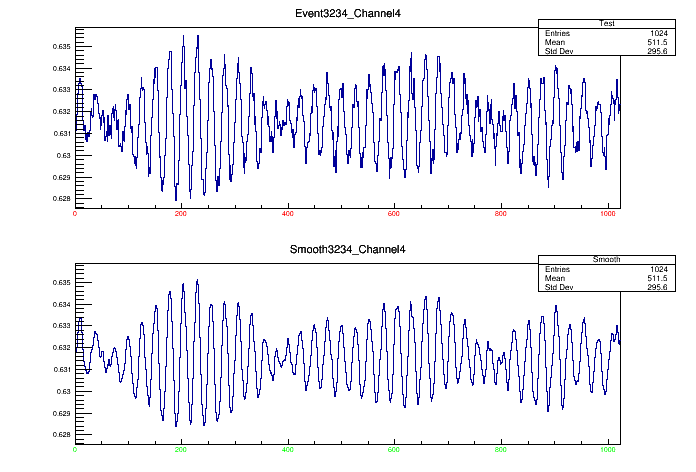 Event3234_Channel4
Test
Entries 1024
Mean 511.5
Std Dev 295.6
0.635
0.634
0.633
0.632
0.631
0.63
0.629
0.628
0 200 400 600 800 1000
Smooth3234_Channel4
Smooth
Entries 1024
Mean 511.5
Std Dev 295.6
0.635
0.634
0.633
0.632
0.631
0.63
0.629
0.628
0 200 400 600 800 1000